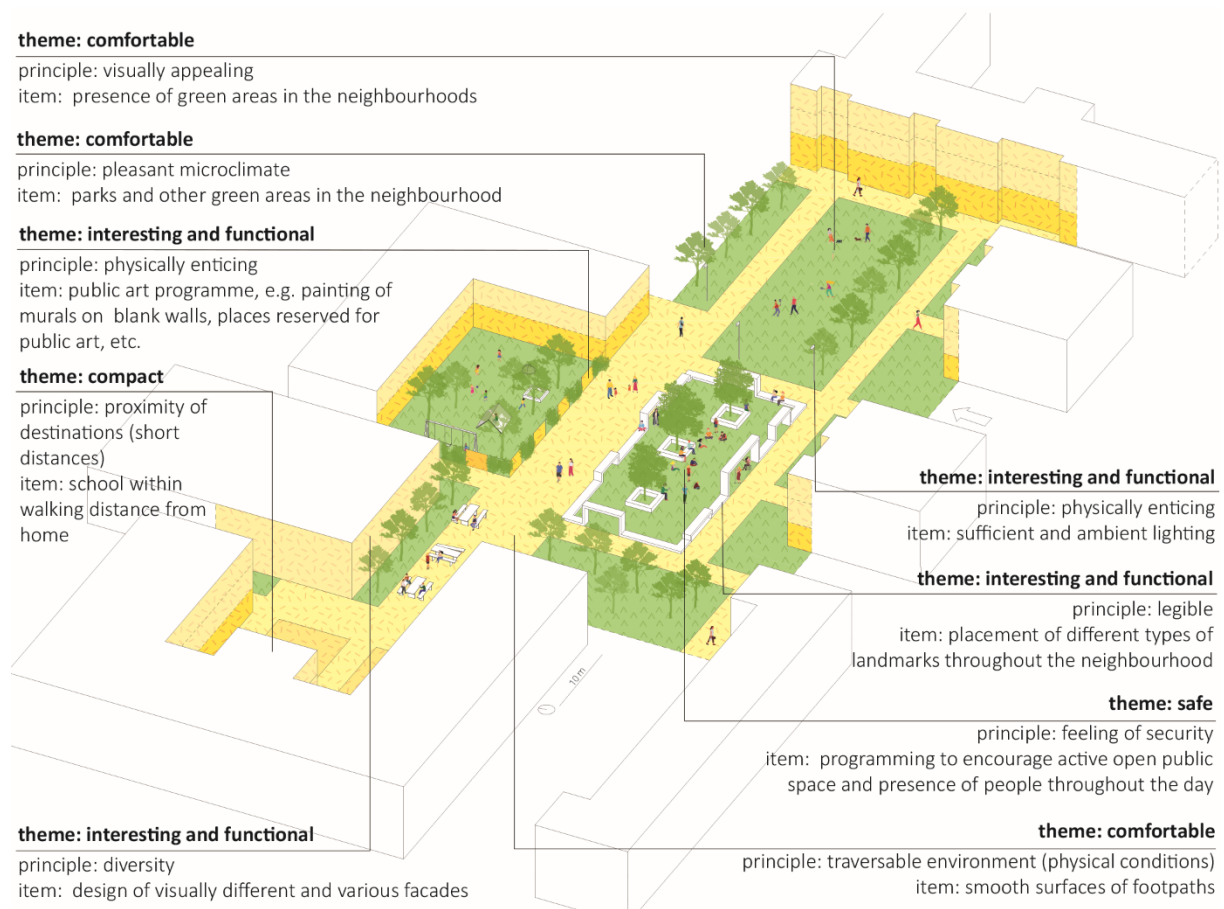 theme: comfortable
principle: visually appealing
item:  presence of green areas in the neighbourhoods
theme: comfortable
principle: pleasant microclimate
item:  parks and other green areas in the neighbourhood
theme: interesting and functional
principle: physically enticing
item: public art programme, e.g. painting of
murals on  blank walls, places reserved for
public art, etc.
theme: compact
principle: proximity of
destinations (short
distances)
item: school within
walking distance from
home
theme: interesting and functional
principle: diversity
item: design of visually different and various facades
10 m
theme: interesting and functional
principle: physically enticing
item: sufficient and ambient lighting
theme: interesting and functional
principle: legible
item: placement of different types of
landmarks throughout the neighbourhood
theme: safe
principle: feeling of security
item:  programming to encourage active open public
space and presence of people throughout the day
theme: comfortable
principle: traversable environment (physical conditions)
item: smooth surfaces of footpaths